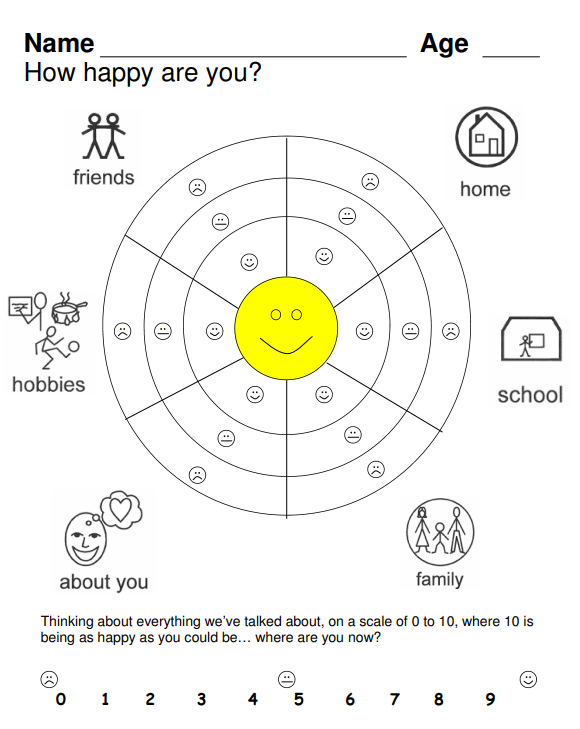 Name Age
How happy are you?
friends
home
hobbies
school
about you
family
Thinking about everything we've talked about, on a scale of 0 to 10, where 10 is
being as happy as you could be… where are you now?
0 1 2 3 4 5 6 7 8 9